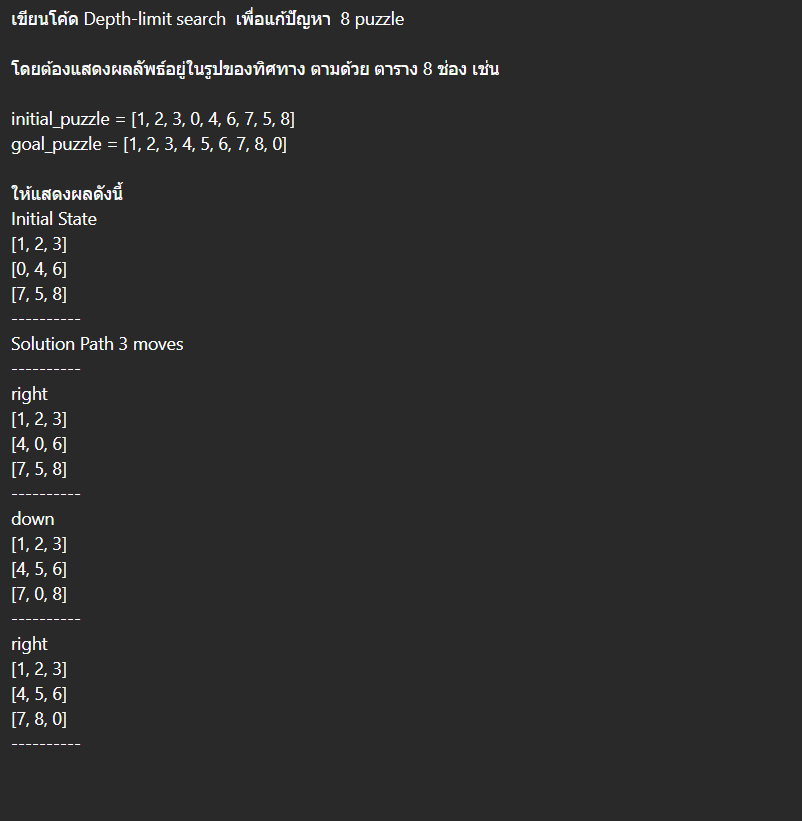 เขียนโค้ด Depth-limit search เพื่อแก้ปัญหา 8 puzzle
โดยต้องแสดงผลลัพธ์อยู่ในรูปของทิศทาง ตามด้วย ตาราง 8 ช่อง เช่น
initial_puzzle = [1, 2, 3, 0, 4, 6, 7, 5, 8]
goal_puzzle = [1, 2, 3, 4, 5, 6, 7, 8, 0]
ให้แสดงผลดังนี้
Initial State
[1, 2, 3]
[0, 4, 6]
[7, 5, 8]
----------
Solution Path 3 moves
----------
right
[1, 2, 3]
[4, 0, 6]
[7, 5, 8]
----------
down
[1, 2, 3]
[4, 5, 6]
[7, 0, 8]
----------
right
[1, 2, 3]
[4, 5, 6]
[7, 8, 0]
----------